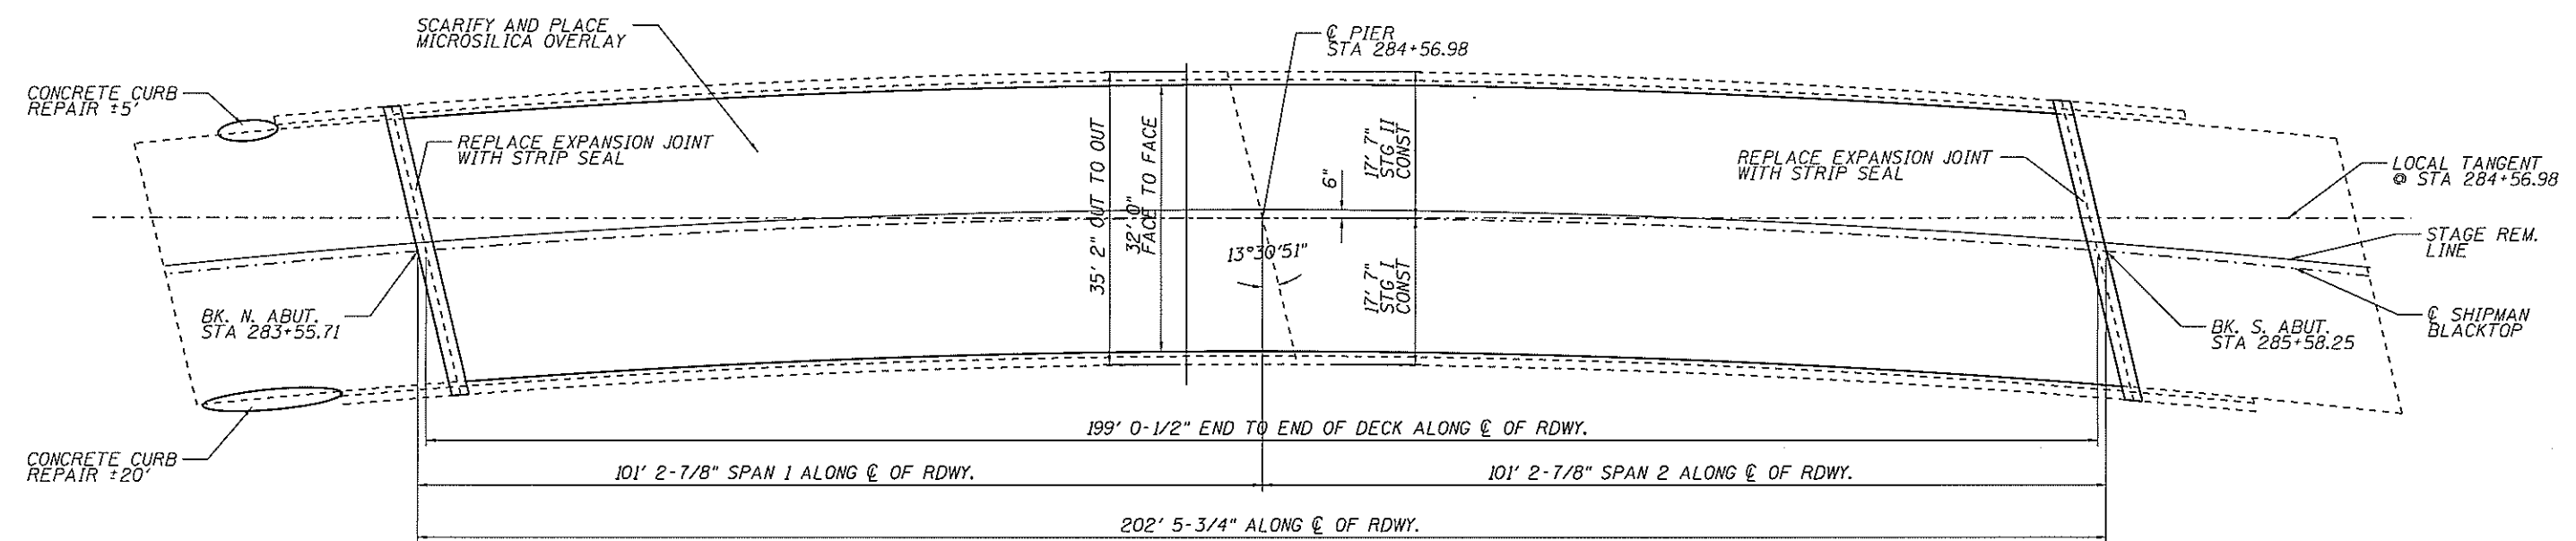 SCARIFY AND PLACE
MICROSILICA OVERLAY
℄ PIER
STA 284+56.98
CONCRETE CURB
REPAIR ±5'
REPLACE EXPANSION JOINT
WITH STRIP SEAL
35' 2" OUT TO OUT
32' 0"
FACE TO FACE
17' 7"
STG II
CONST
6"
REPLACE EXPANSION JOINT
WITH STRIP SEAL
LOCAL TANGENT
@ STA 284+56.98
13°30'51"
17' 7"
STG I
CONST
STAGE REM.
LINE
BK. N. ABUT.
STA 283+55.71
BK. S. ABUT.
STA 285+58.25
℄ SHIPMAN
BLACKTOP
199' 0-1/2" END TO END OF DECK ALONG ℄ OF RDWY.
CONCRETE CURB
REPAIR ±20'
101' 2-7/8" SPAN 1 ALONG ℄ OF RDWY.
101' 2-7/8" SPAN 2 ALONG ℄ OF RDWY.
202' 5-3/4" ALONG ℄ OF RDWY.